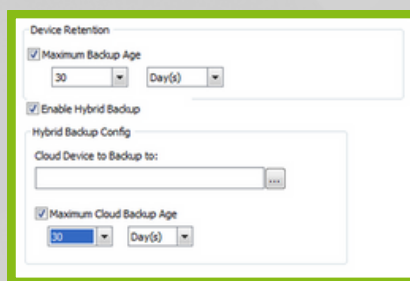 Device Retention
Maximum Backup Age
30 Day(s)
Enable Hybrid Backup
Hybrid Backup Config
Cloud Device to Backup to:
...
Maximum Cloud Backup Age
30 Day(s)